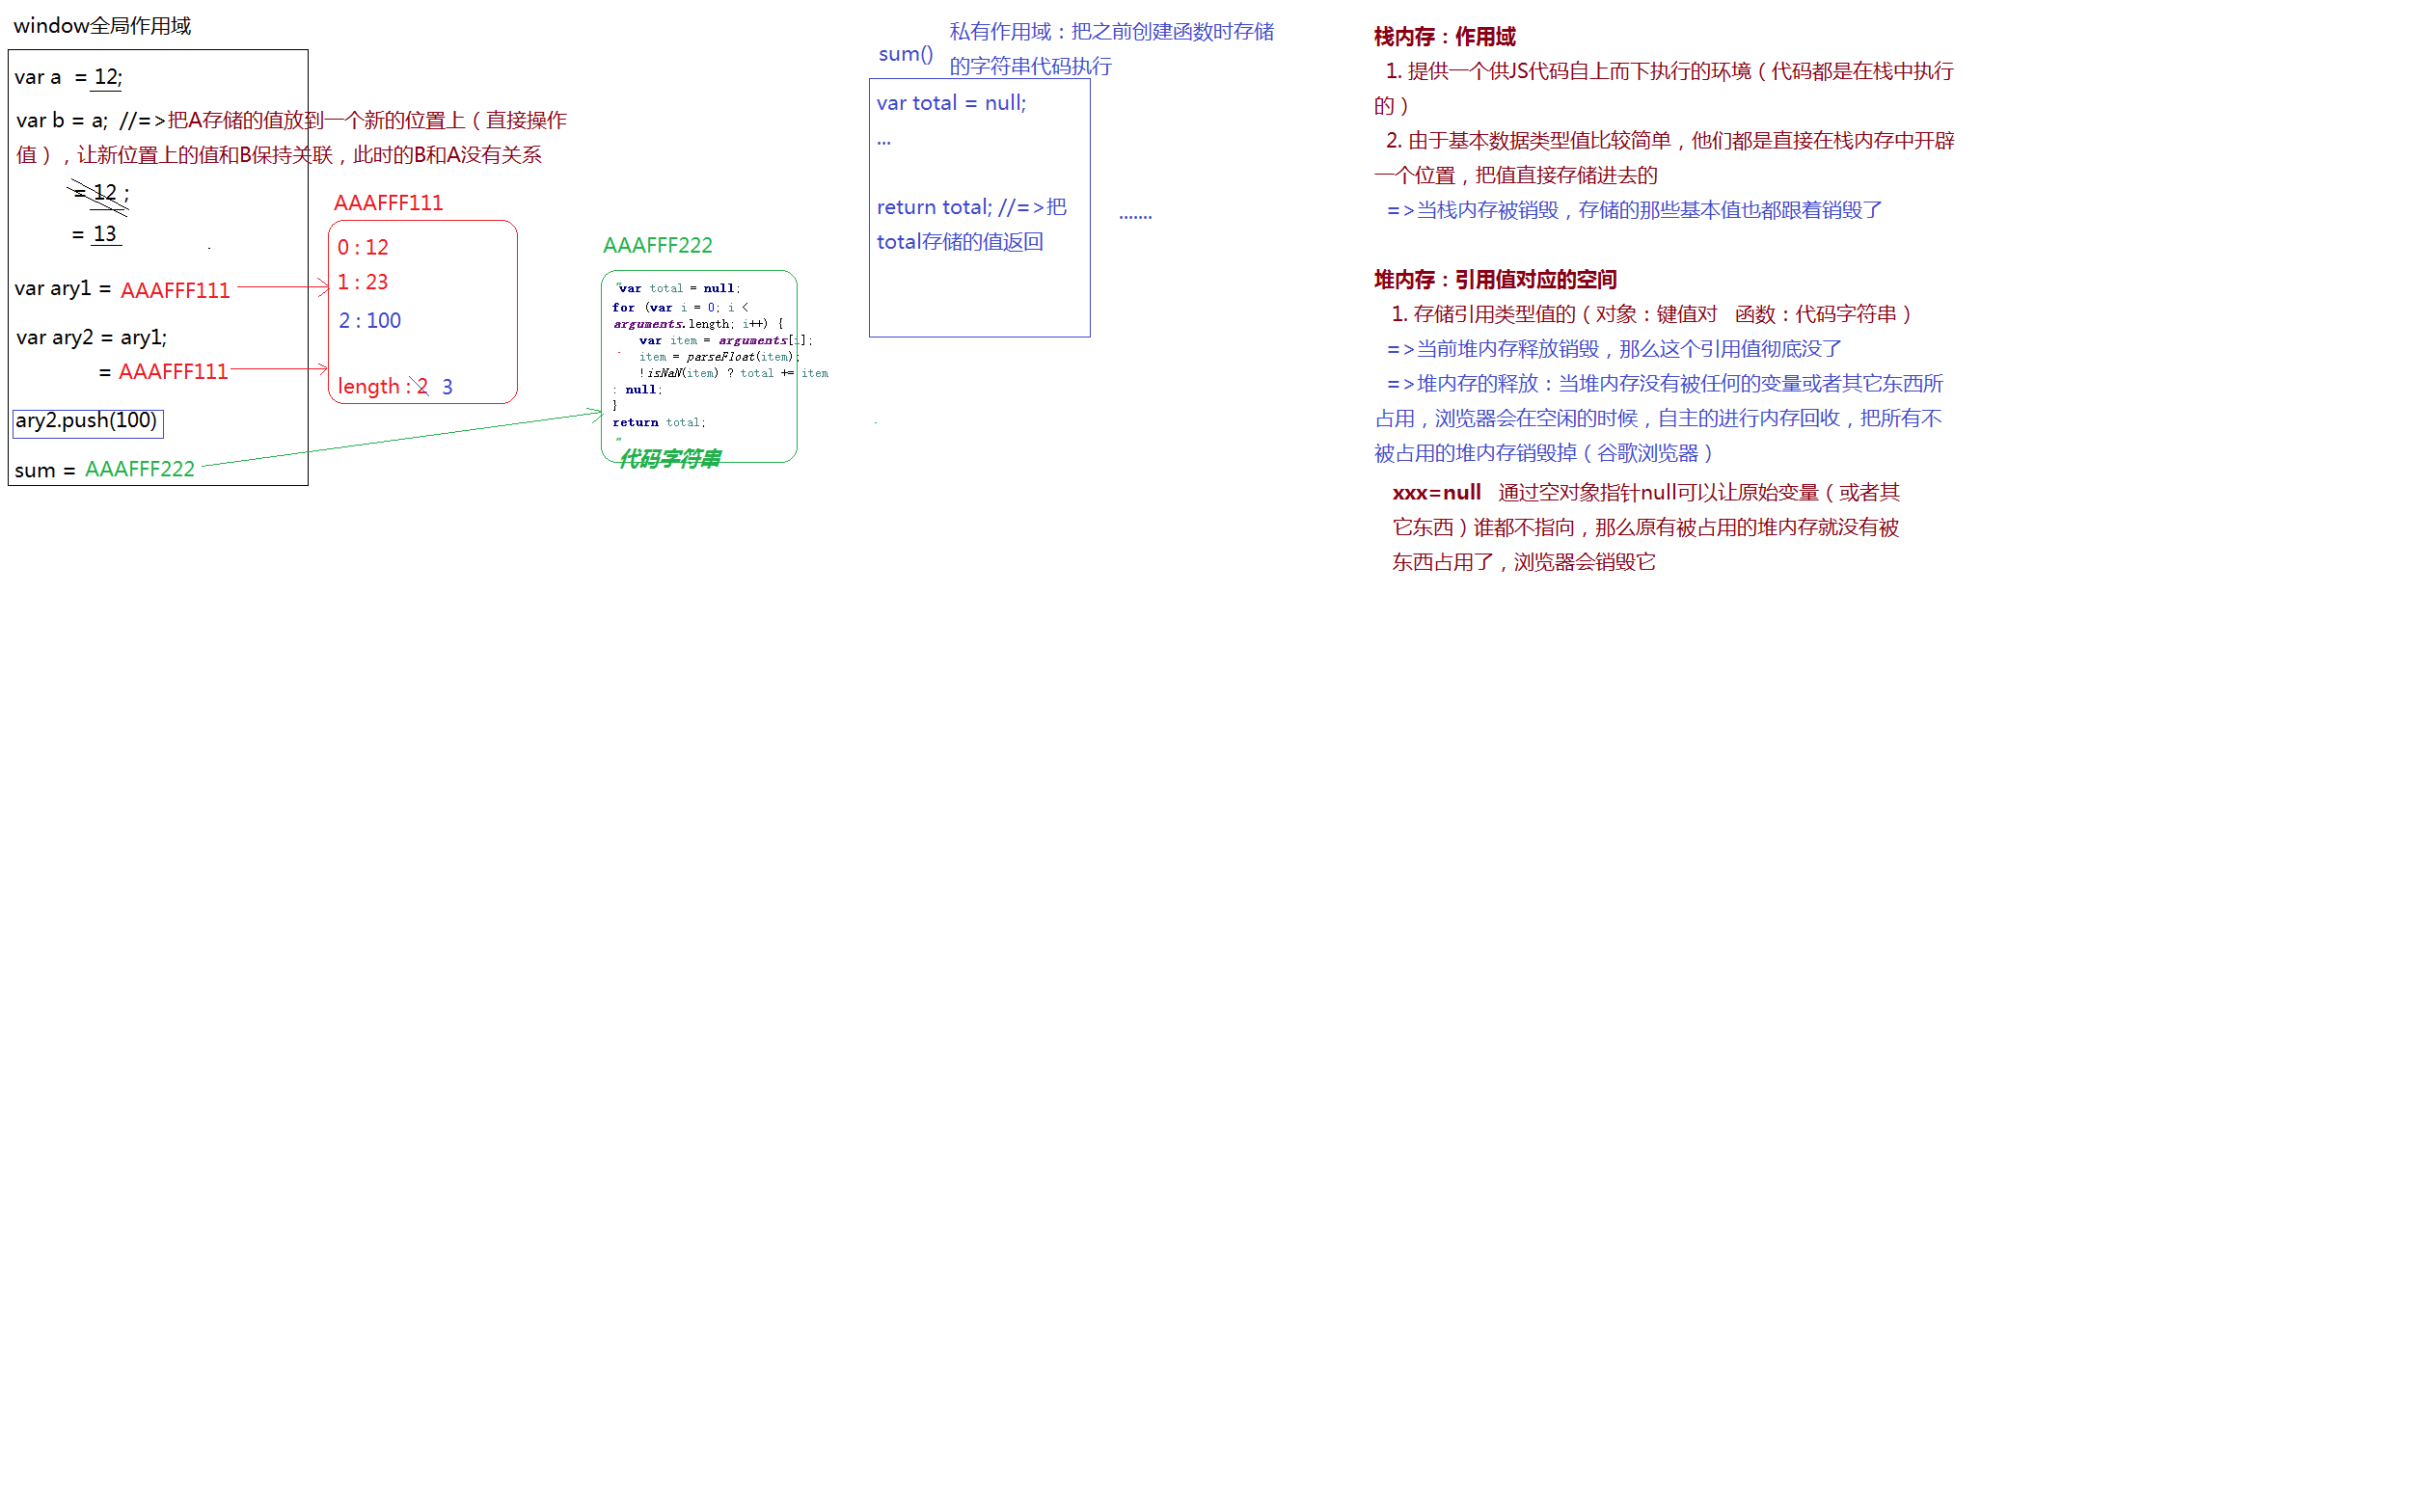 window全局作用域
var a  = 12;
var b = a;  //=>把A存储的值放到一个新的位置上（直接操作
值），让新位置上的值和B保持关联，此时的B和A没有关系
= 12 ;
= 13
var ary1 = AAAFFF111
var ary2 = ary1;
= AAAFFF111
ary2.push(100)
sum = AAAFFF222
AAAFFF111
0 : 12
1 : 23
2 : 100
length : 2 3
AAAFFF222
"var total = null;
for (var i = 0; i <
arguments.length; i++) {
var item = arguments[i];
item = parseFloat(item);
!isNaN(item) ? total += item
: null;
}
return total;
"
代码字符串
sum()
私有作用域：把之前创建函数时存储
的字符串代码执行
var total = null;
...
return total; //=>把
total存储的值返回
.......
栈内存：作用域
1. 提供一个供JS代码自上而下执行的环境（代码都是在栈中执行
的）
2. 由于基本数据类型值比较简单，他们都是直接在栈内存中开辟
一个位置，把值直接存储进去的
=>当栈内存被销毁，存储的那些基本值也都跟着销毁了
堆内存：引用值对应的空间
1. 存储引用类型值的（对象：键值对   函数：代码字符串）
=>当前堆内存释放销毁，那么这个引用值彻底没了
=>堆内存的释放：当堆内存没有被任何的变量或者其它东西所
占用，浏览器会在空闲的时候，自主的进行内存回收，把所有不
被占用的堆内存销毁掉（谷歌浏览器）
xxx=null   通过空对象指针null可以让原始变量（或者其
它东西）谁都不指向，那么原有被占用的堆内存就没有被
东西占用了，浏览器会销毁它